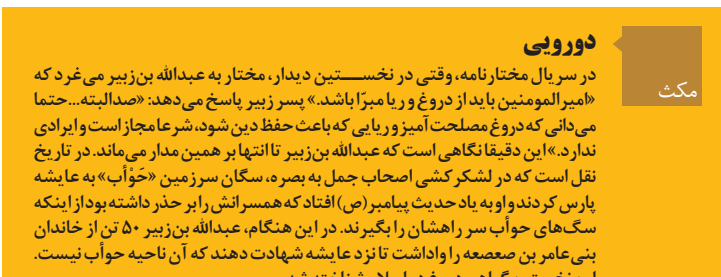 دورویی
مکث
در سریال مختارنامه، وقتی در نخستین دیدار، مختار به عبدالله بن‌زبیر می‌غرد که
«امیرالمومنین باید از دروغ و ریا مبرّا باشد.» پسر زبیر پاسخ می‌دهد: «صدالبته...حتما
می‌دانی که دروغ مصلحت‌آمیز و ریایی که باعث حفظ دین شود، شرعا مجاز است و ایرادی
ندارد.» این دقیقا نگاهی است که عبدالله بن‌زبیر تا انتها بر همین مدار می‌ماند. در تاریخ
نقل است که در لشکرکشی اصحاب جمل به بصره، سگان سرزمین «حَوْأب» به عایشه
پارس کردند و او به یاد حدیث پیامبر(ص) افتاد که همسرانش را بر حذر داشته بود از اینکه
سگ‌های حوأب سر راهشان را بگیرند. در این هنگام، عبدالله بن‌زبیر ۵۰ تن از خاندان
بنی‌عامر بن صعصعه را واداشت تا نزد عایشه شهادت دهند که آن ناحیه حوأب نیست.